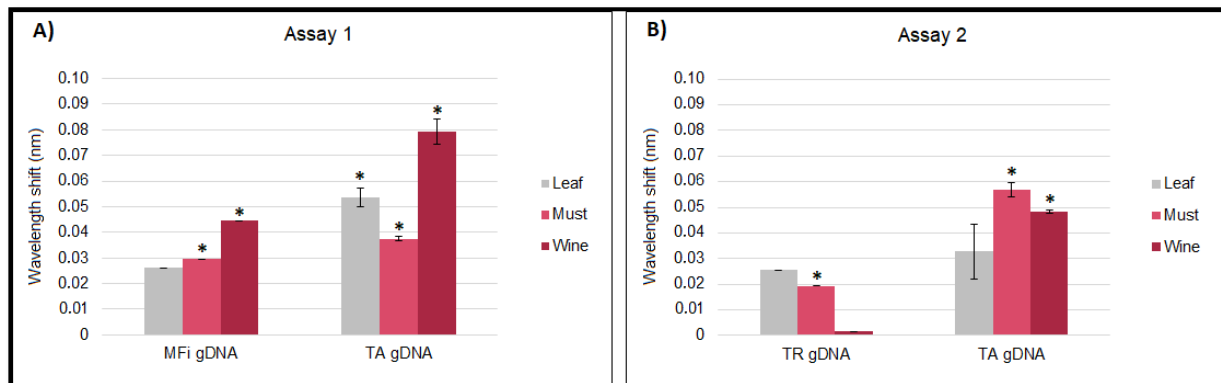 A)
Assay 1
Wavelength shift (nm)
0.10
0.09
0.08
0.07
0.06
0.05
0.04
0.03
0.02
0.01
0
*
*
*
*
*
MFi gDNA
TA gDNA
Leaf
Must
Wine
B)
Assay 2
Wavelength shift (nm)
0.10
0.09
0.08
0.07
0.06
0.05
0.04
0.03
0.02
0.01
0
*
*
*
TR gDNA
TA gDNA
Leaf
Must
Wine